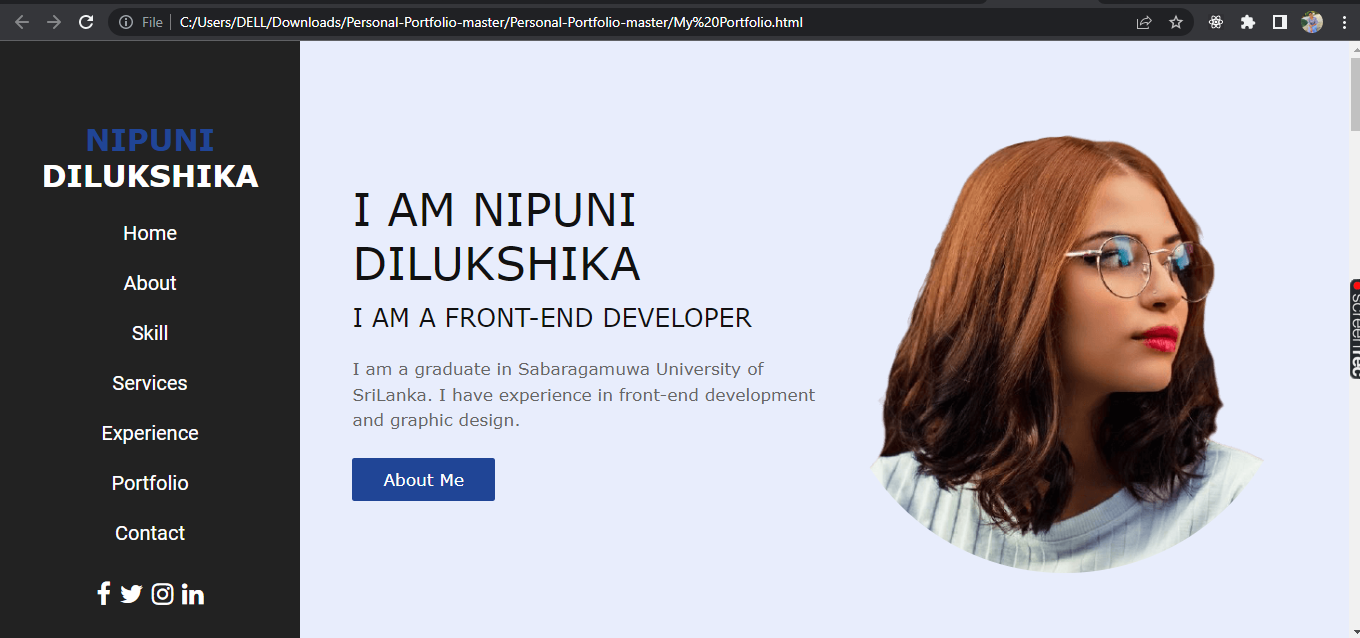 File
C:/Users/DELL/Downloads/Personal-Portfolio-master/Personal-Portfolio-master/My%20Portfolio.html
NIPUNI
DILUKSHIKA
Home
About
Skill
Services
Experience
Portfolio
Contact
I AM NIPUNI
DILUKSHIKA
I AM A FRONT-END DEVELOPER
I am a graduate in Sabaragamuwa University of
SriLanka. I have experience in front-end development
and graphic design.
About Me
screenrec